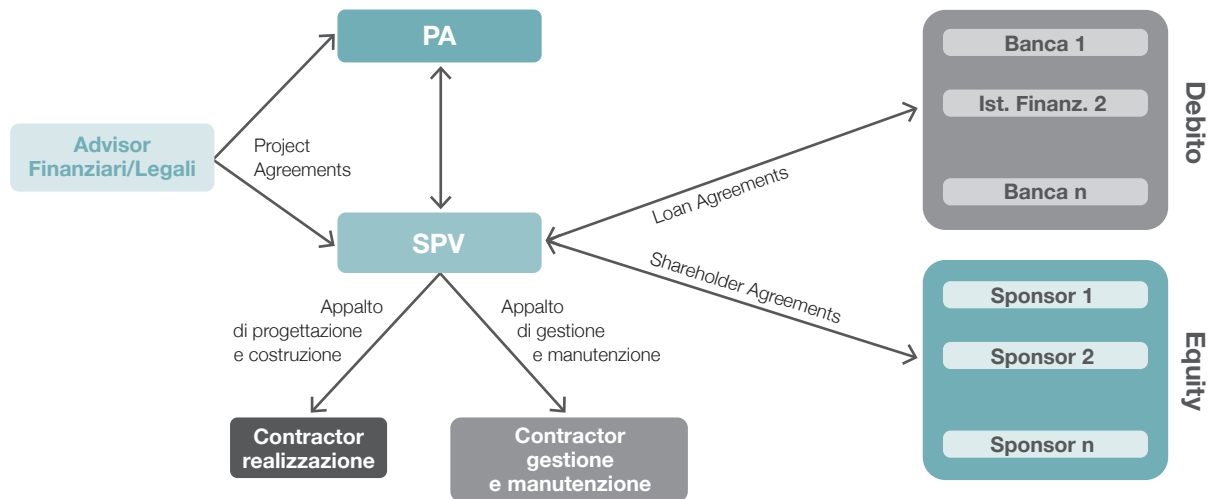 PA
Advisor
Finanziari/Legali
Project
Agreements
SPV
Appalto
di progettazione
e costruzione
Appalto
di gestione
e manutenzione
Contractor
realizzazione
Contractor
gestione
e manutenzione
Loan Agreements
Shareholder Agreements
Banca 1
Ist. Finanz. 2
Banca n
Debito
Sponsor 1
Sponsor 2
Sponsor n
Equity